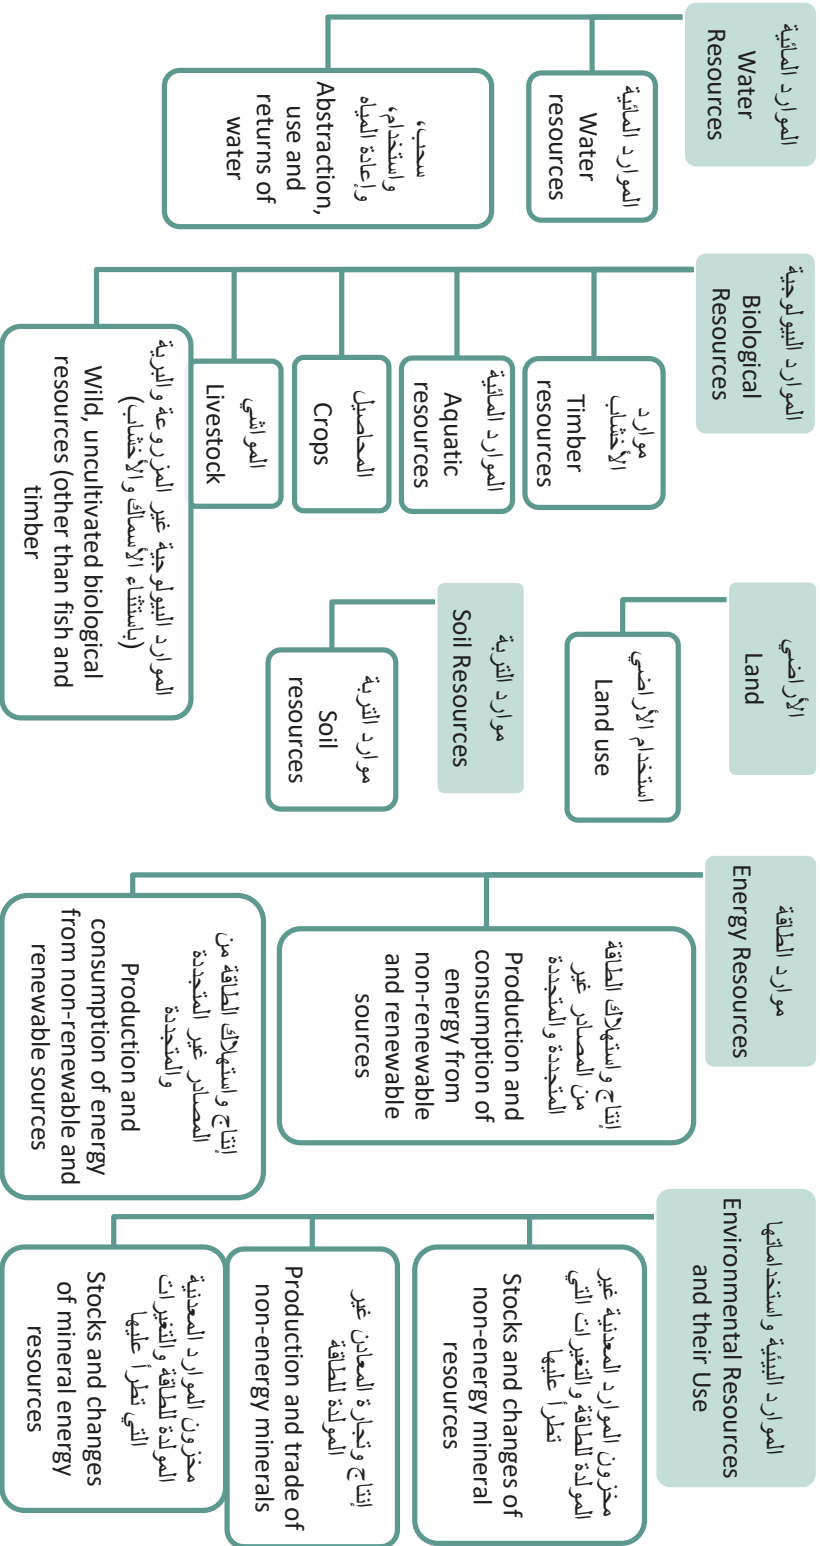 الموارد المائية
Water
Resources
الموارد المائية
Water
resources
سحب،
واستخدام،
وإعادة المياه
Abstraction,
use and
returns of
water
الموارد البيولوجية
Biological
Resources
موارد
الأخشاب
Timber
resources
الموارد المائية
Aquatic
resources
المحاصيل
Crops
المواشي
Livestock
الموارد البيولوجية غير المزروعة والبرية
(باستثناء الأسماك والأخشاب)
Wild, uncultivated biological
resources (other than fish and
timber
الأراضي
Land
استخدام الأراضي
Land use
موارد التربة
Soil Resources
موارد التربة
Soil
resources
موارد الطاقة
Energy Resources
إنتاج واستهلاك الطاقة
من المصادر غير
المتجددة والمتجددة
Production and
consumption of
energy from
non-renewable
and renewable
sources
إنتاج واستهلاك الطاقة من
المصادر غير المتجددة
والمتجددة
Production and
consumption of energy
from non-renewable and
renewable sources
الموارد البيئية واستخداماتها
Environmental Resources
and their Use
مخزون الموارد المعدنية غير
المولدة للطاقة والتغيرات التي
تطرأ عليها
Stocks and changes of
non-energy mineral
resources
إنتاج وتجارة المعادن غير
المولدة للطاقة
Production and trade of
non-energy minerals
مخزون الموارد المعدنية
المولدة للطاقة والتغيرات
التي تطرأ عليها
Stocks and changes
of mineral energy
resources